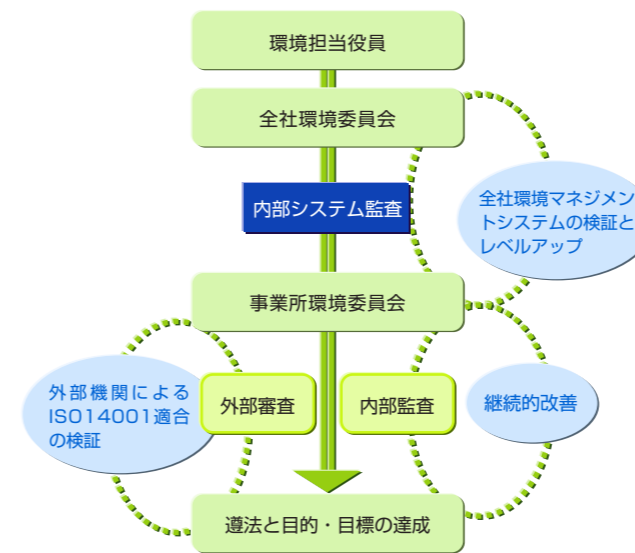 環境担当役員
全社環境委員会
内部システム監査
全社環境マネジメン
トシステムの検証と
レベルアップ
事業所環境委員会
外部機関による
ISO14001適合
の検証
外部審査
内部監査
継続的改善
遵法と目的・目標の達成